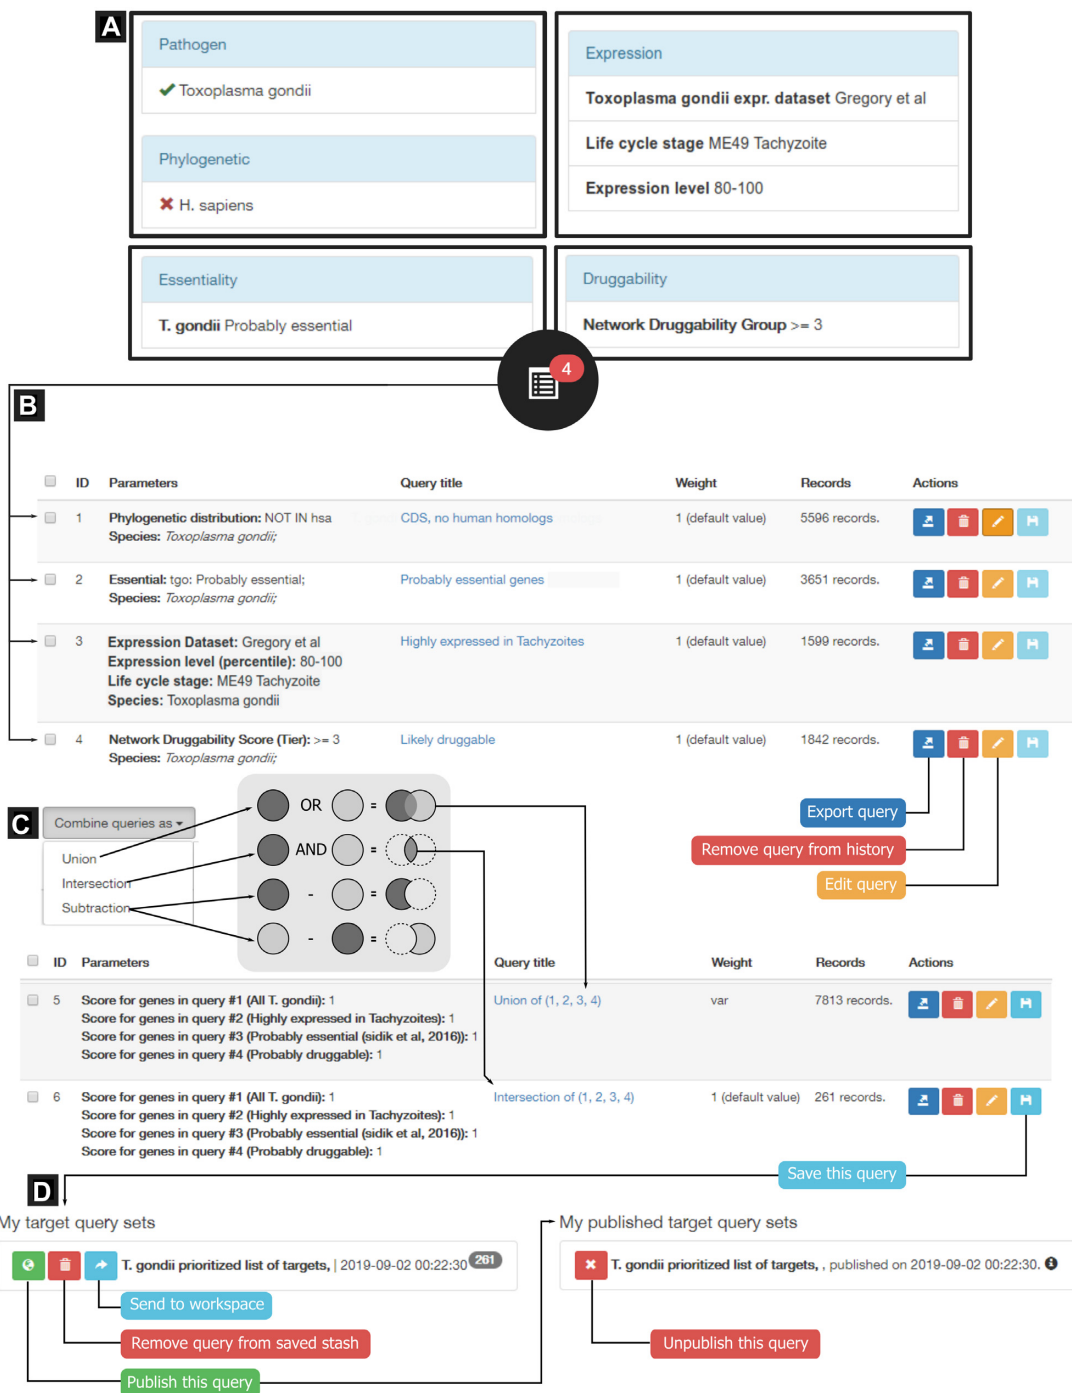 A
Pathogen
Toxoplasma gondii
Phylogenetic
H. sapiens
Expression
Toxoplasma gondii expr. dataset Gregory et al
Life cycle stage ME49 Tachyzoite
Expression level 80-100
Essentiality
T. gondii Probably essential
Druggability
Network Druggability Group >= 3
4
B
ID Parameters Query title Weight Records Actions
1 Phylogenetic distribution: NOT IN hsa CDS, no human homologs 1 (default value) 5596 records.
Species: Toxoplasma gondii;
2 Essential: tgo: Probably essential; Probably essential genes 1 (default value) 3651 records.
Species: Toxoplasma gondii;
3 Expression Dataset: Gregory et al Highly expressed in Tachyzoites 1 (default value) 1599 records.
Expression level (percentile): 80-100
Life cycle stage: ME49 Tachyzoite
Species: Toxoplasma gondii
4 Network Druggability Score (Tier): >= 3 Likely druggable 1 (default value) 1842 records.
Species: Toxoplasma gondii;
Export query
Remove query from history
Edit query
C
Combine queries as
Union
Intersection
Subtraction
OR =
AND =
- =
- =
ID Parameters Query title Weight Records Actions
5 Score for genes in query #1 (All T. gondii): 1 Union of (1, 2, 3, 4) var 7813 records.
Score for genes in query #2 (Highly expressed in Tachyzoites): 1
Score for genes in query #3 (Probably essential (sidik et al, 2016)): 1
Score for genes in query #4 (Probably druggable): 1
6 Score for genes in query #1 (All T. gondii): 1 Intersection of (1, 2, 3, 4) 1 (default value) 261 records.
Score for genes in query #2 (Highly expressed in Tachyzoites): 1
Score for genes in query #3 (Probably essential (sidik et al, 2016)): 1
Score for genes in query #4 (Probably druggable): 1
Save this query
D
My target query sets
T. gondii prioritized list of targets, | 2019-09-02 00:22:30 261
Send to workspace
Remove query from saved stash
Publish this query
My published target query sets
T. gondii prioritized list of targets, , published on 2019-09-02 00:22:30.
Unpublish this query